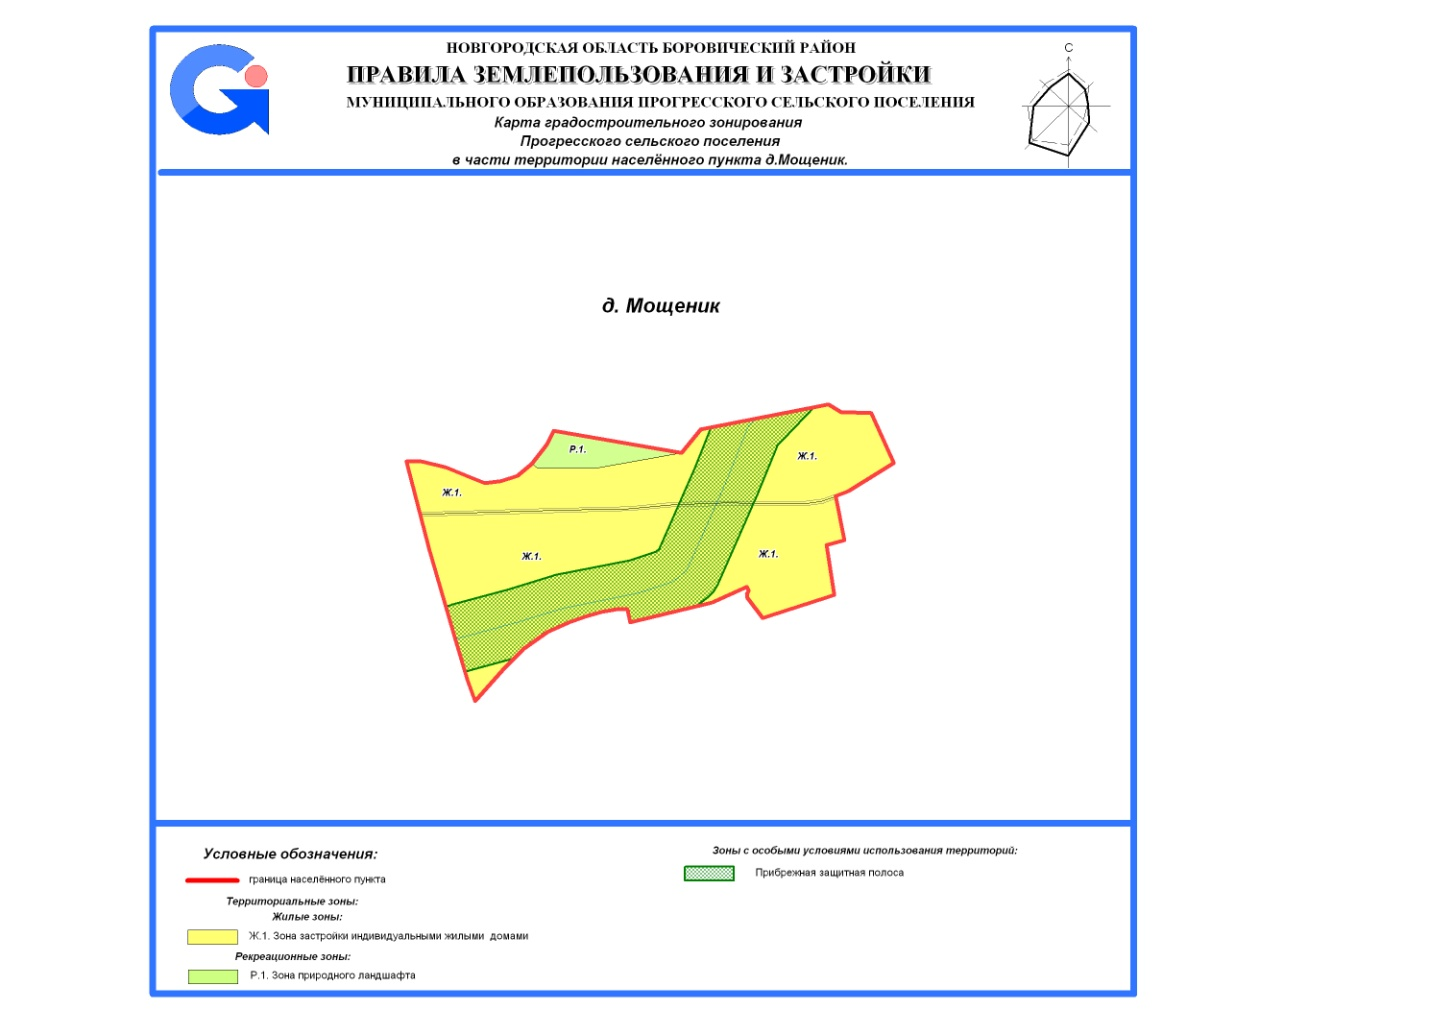 НОВГОРОДСКАЯ ОБЛАСТЬ БОРОВИЧЕСКИЙ РАЙОН
ПРАВИЛА ЗЕМЛЕПОЛЬЗОВАНИЯ И ЗАСТРОЙКИ
МУНИЦИПАЛЬНОГО ОБРАЗОВАНИЯ ПРОГРЕССКОГО СЕЛЬСКОГО ПОСЕЛЕНИЯ
Карта градостроительного зонирования
Прогресского сельского поселения
в части территории населённого пункта д.Мощеник.
С
д. Мощеник
Р.1.
Ж.1.
Ж.1.
Ж.1.
Ж.1.
Условные обозначения:
граница населённого пункта
Территориальные зоны:
Жилые зоны:
Ж.1. Зона застройки индивидуальными жилыми домами
Рекреационные зоны:
Р.1. Зона природного ландшафта
Зоны с особыми условиями использования территорий:
Прибрежная защитная полоса